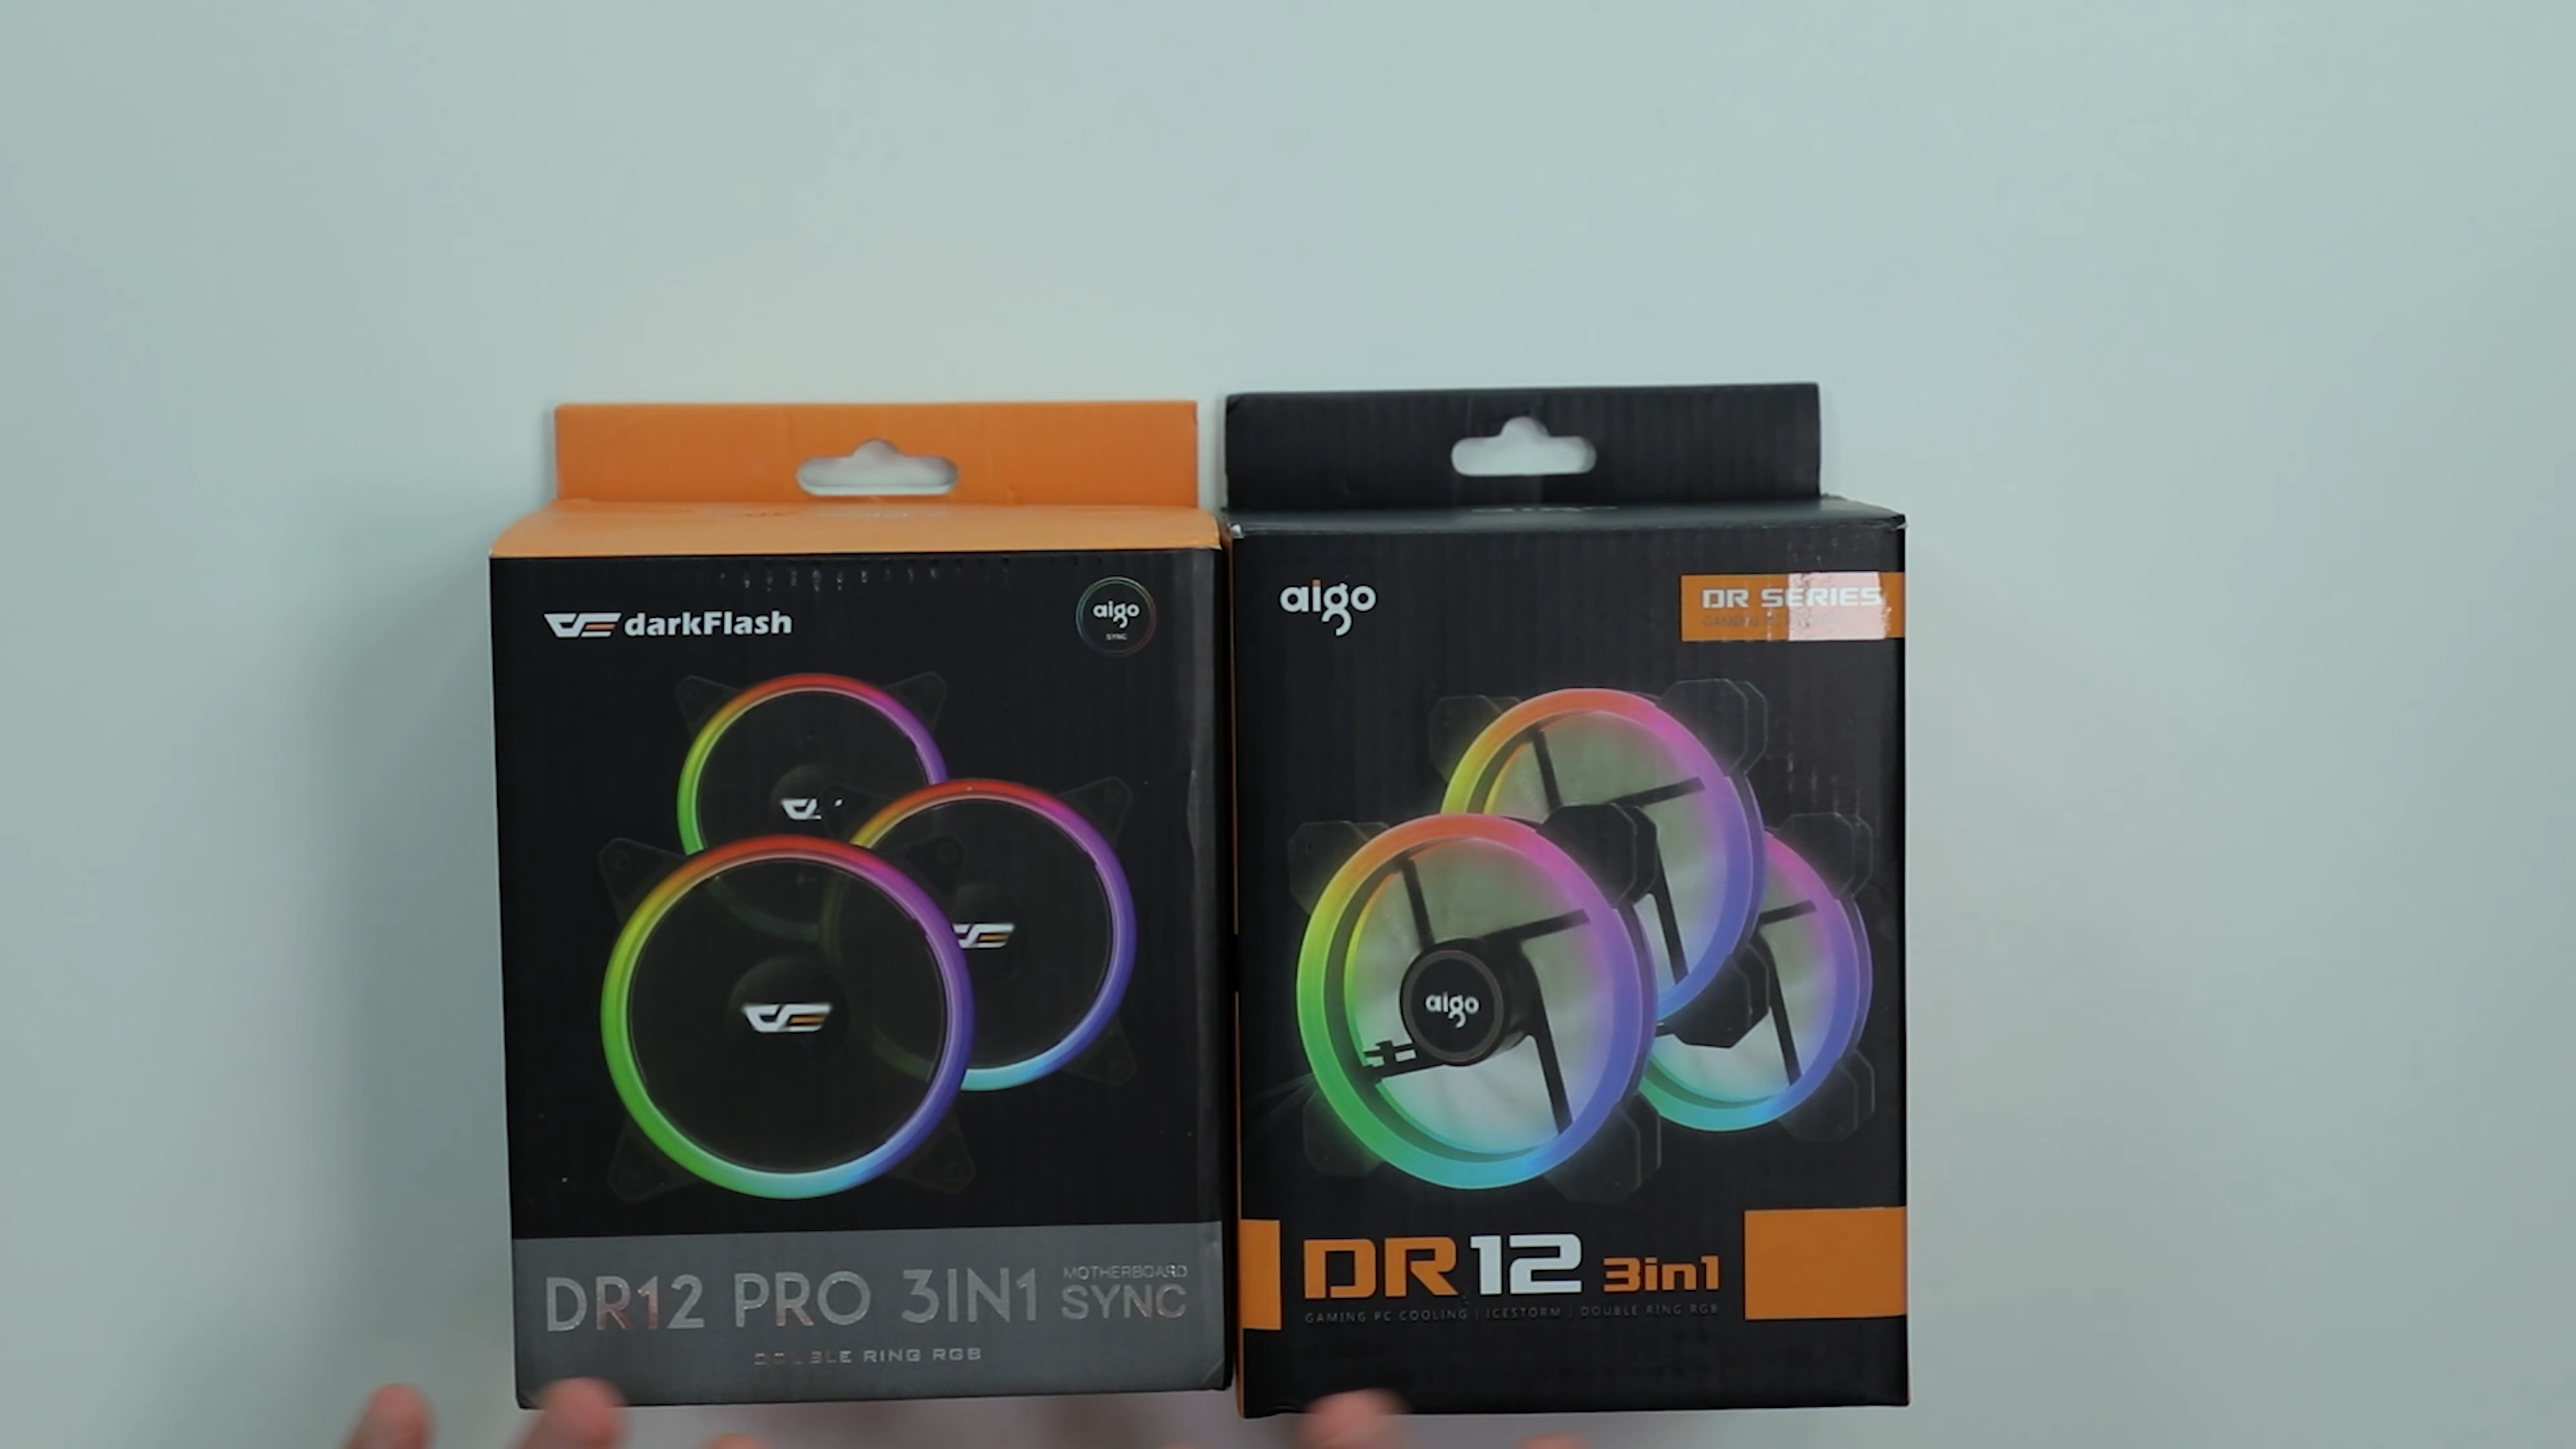 darkFlash
aigo
SYNC
DR12 PRO 3IN1
MOTHERBOARD
SYNC
DOUBLE RING RGB
aigo
DR SERIES
aigo
DR12 3in1
GAMING PC COOLING | ICESTORM | DOUBLE RING RGB